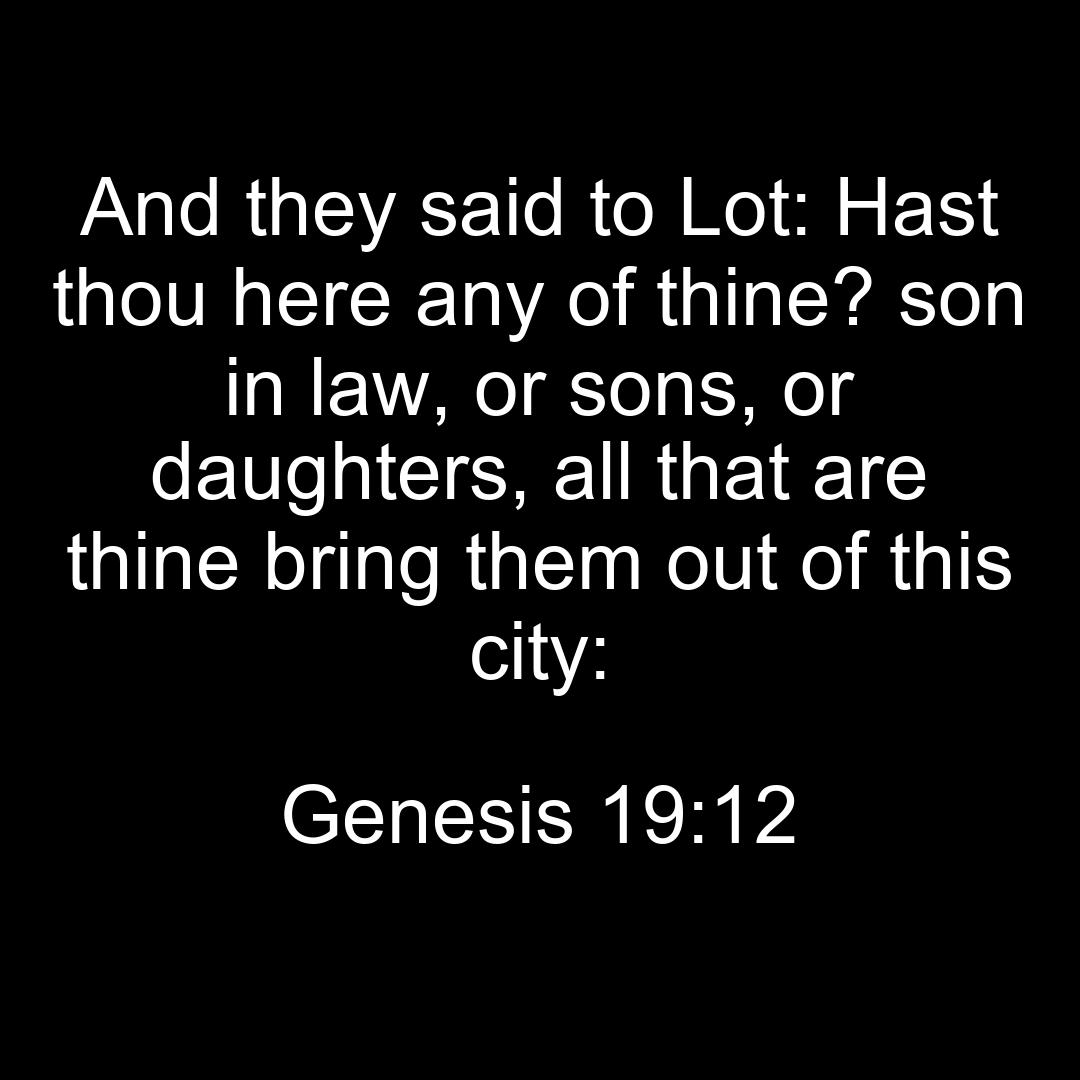 And they said to Lot: Hast
thou here any of thine? son
in law, or sons, or
daughters, all that are
thine bring them out of this
city:
Genesis 19:12